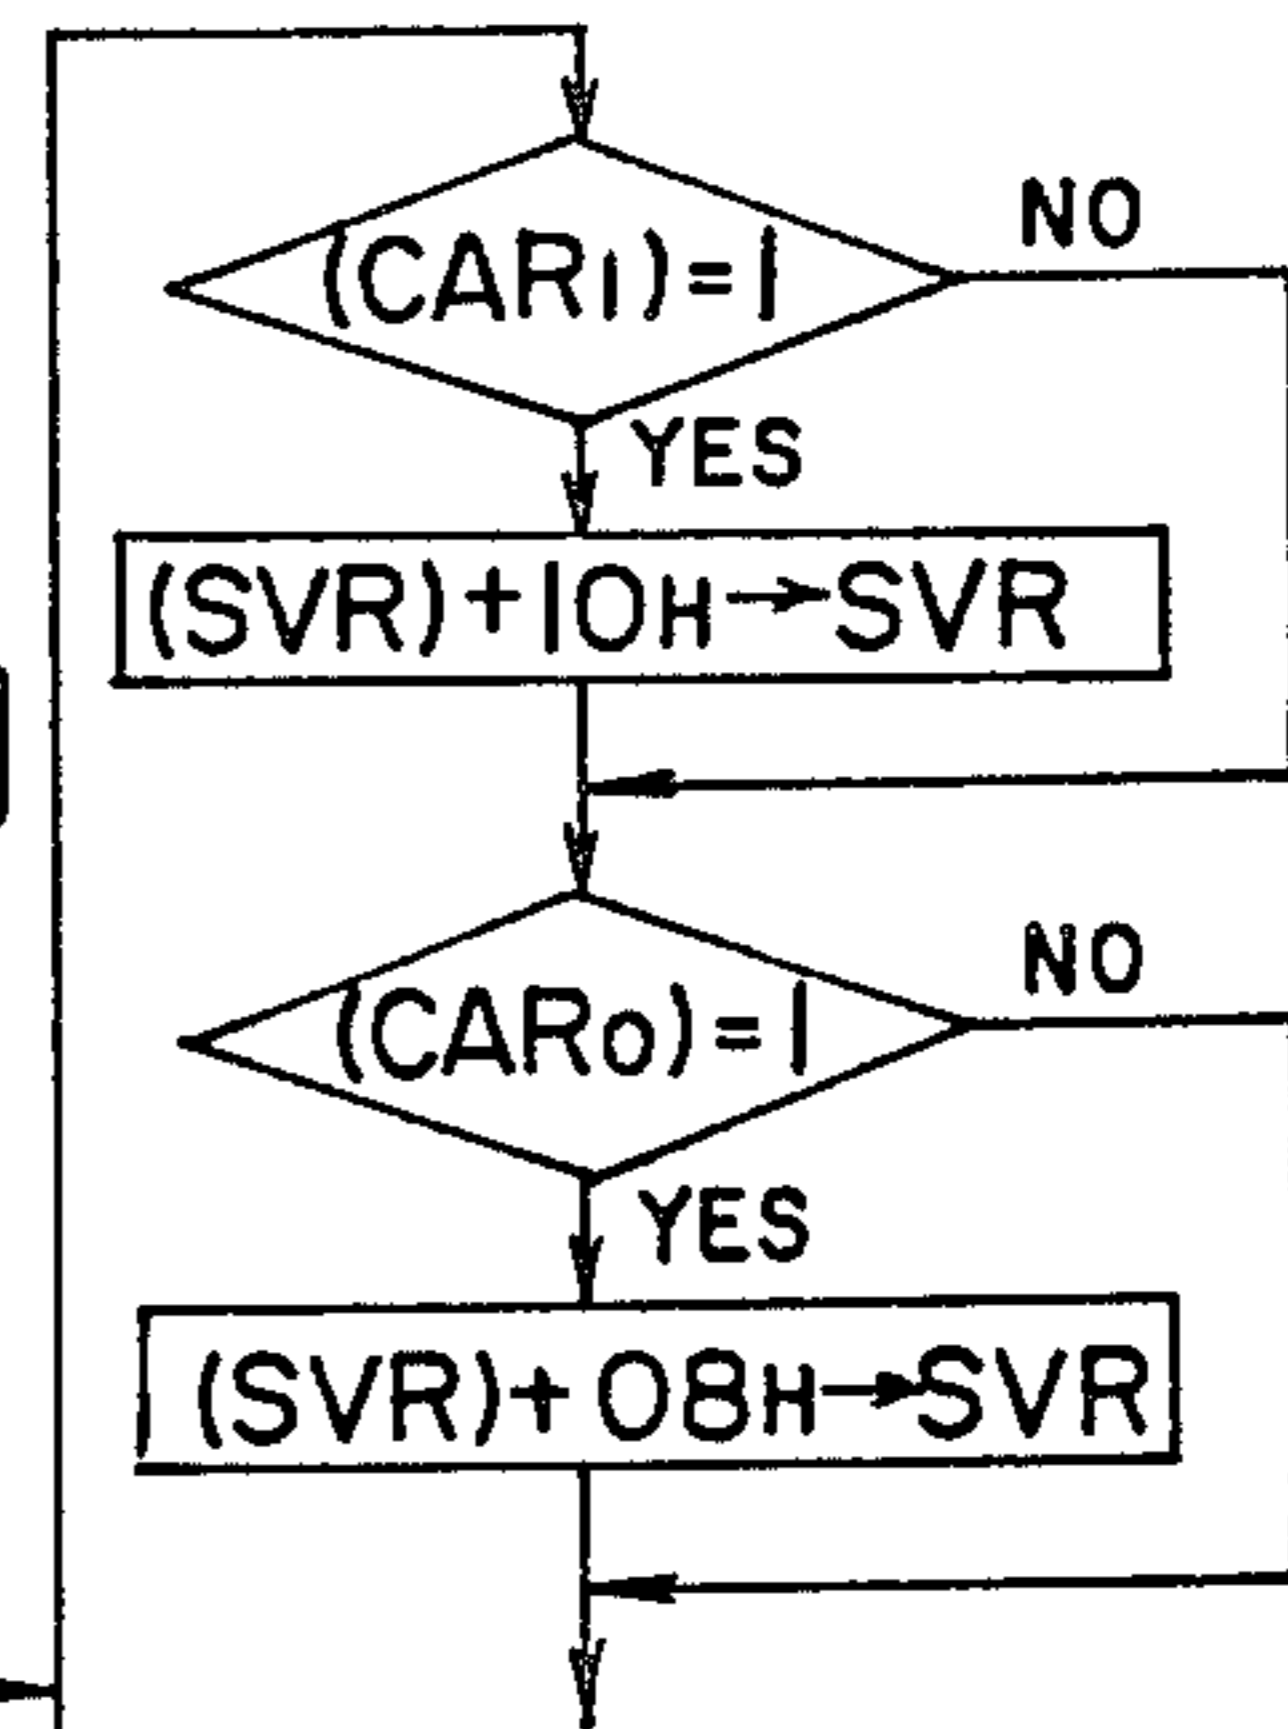 NO
(CAR1)=1
YES
(SVR)+10H→SVR
NO
(CAR0)=1
YES
(SVR)+08H→SVR